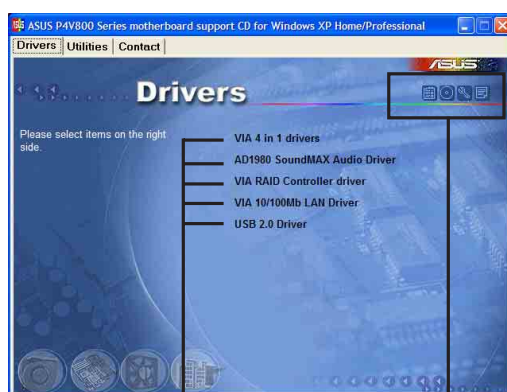 ASUS P4V800 Series motherboard support CD for Windows XP Home/Professional
Drivers Utilities Contact
ASUS
Drivers
Please select items on the right
side.
VIA 4 in 1 drivers
AD1980 SoundMAX Audio Driver
VIA RAID Controller driver
VIA 10/100Mb LAN Driver
USB 2.0 Driver